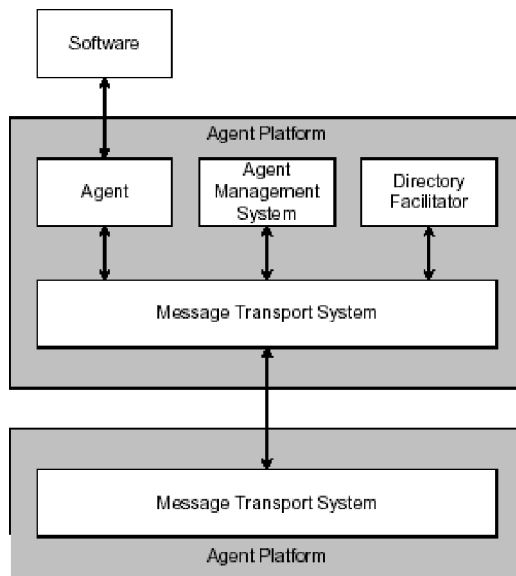 Software
Agent Platform
Agent
Agent
Management
System
Directory
Facilitator
Message Transport System
Message Transport System
Agent Platform